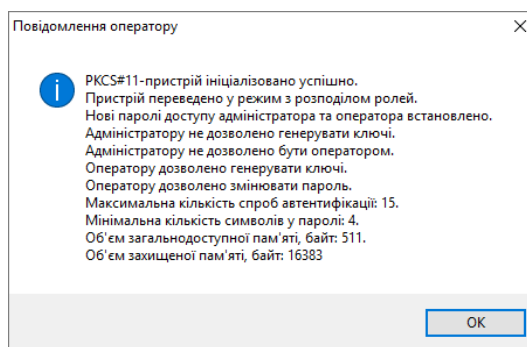 Повідомлення оператору
PKCS#11-пристрій ініціалізовано успішно.
Пристрій переведено у режим з розподілом ролей.
Нові паролі доступу адміністратора та оператора встановлено.
Адміністратору не дозволено генерувати ключі.
Адміністратору не дозволено бути оператором.
Оператору дозволено генерувати ключі.
Оператору дозволено змінювати пароль.
Максимальна кількість спроб автентифікації: 15.
Мінімальна кількість символів у паролі: 4.
Об'єм загальнодоступної пам'яті, байт: 511.
Об'єм захищеної пам'яті, байт: 16383
OK